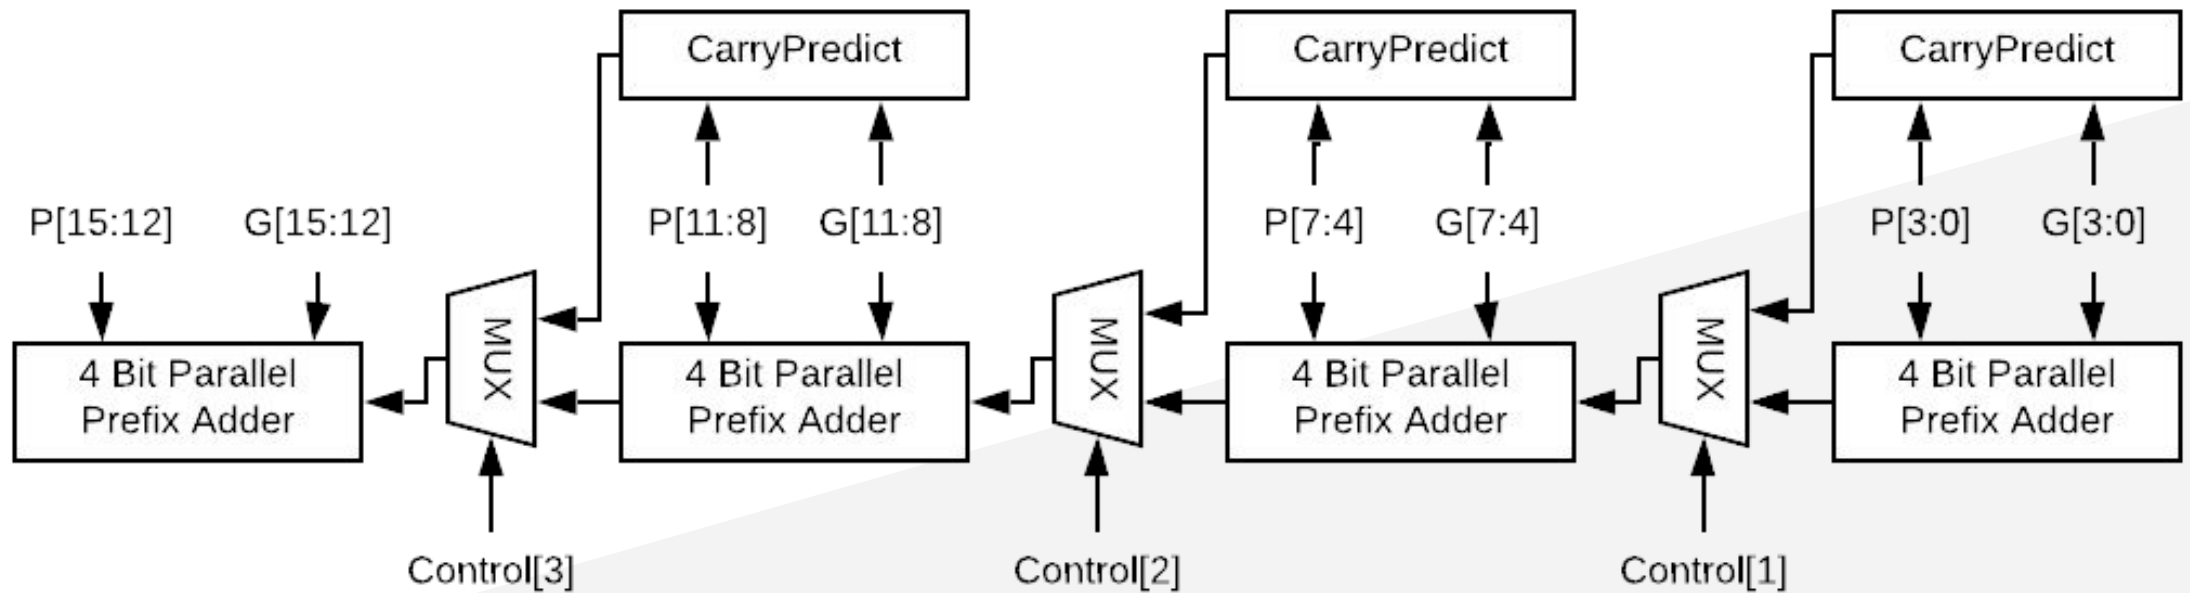 CarryPredict CarryPredict CarryPredict
P[15:12] G[15:12] P[11:8] G[11:8] P[7:4] G[7:4] P[3:0] G[3:0]
MUX MUX MUX
4 Bit Parallel 4 Bit Parallel 4 Bit Parallel 4 Bit Parallel
Prefix Adder Prefix Adder Prefix Adder Prefix Adder
Control[3] Control[2] Control[1]